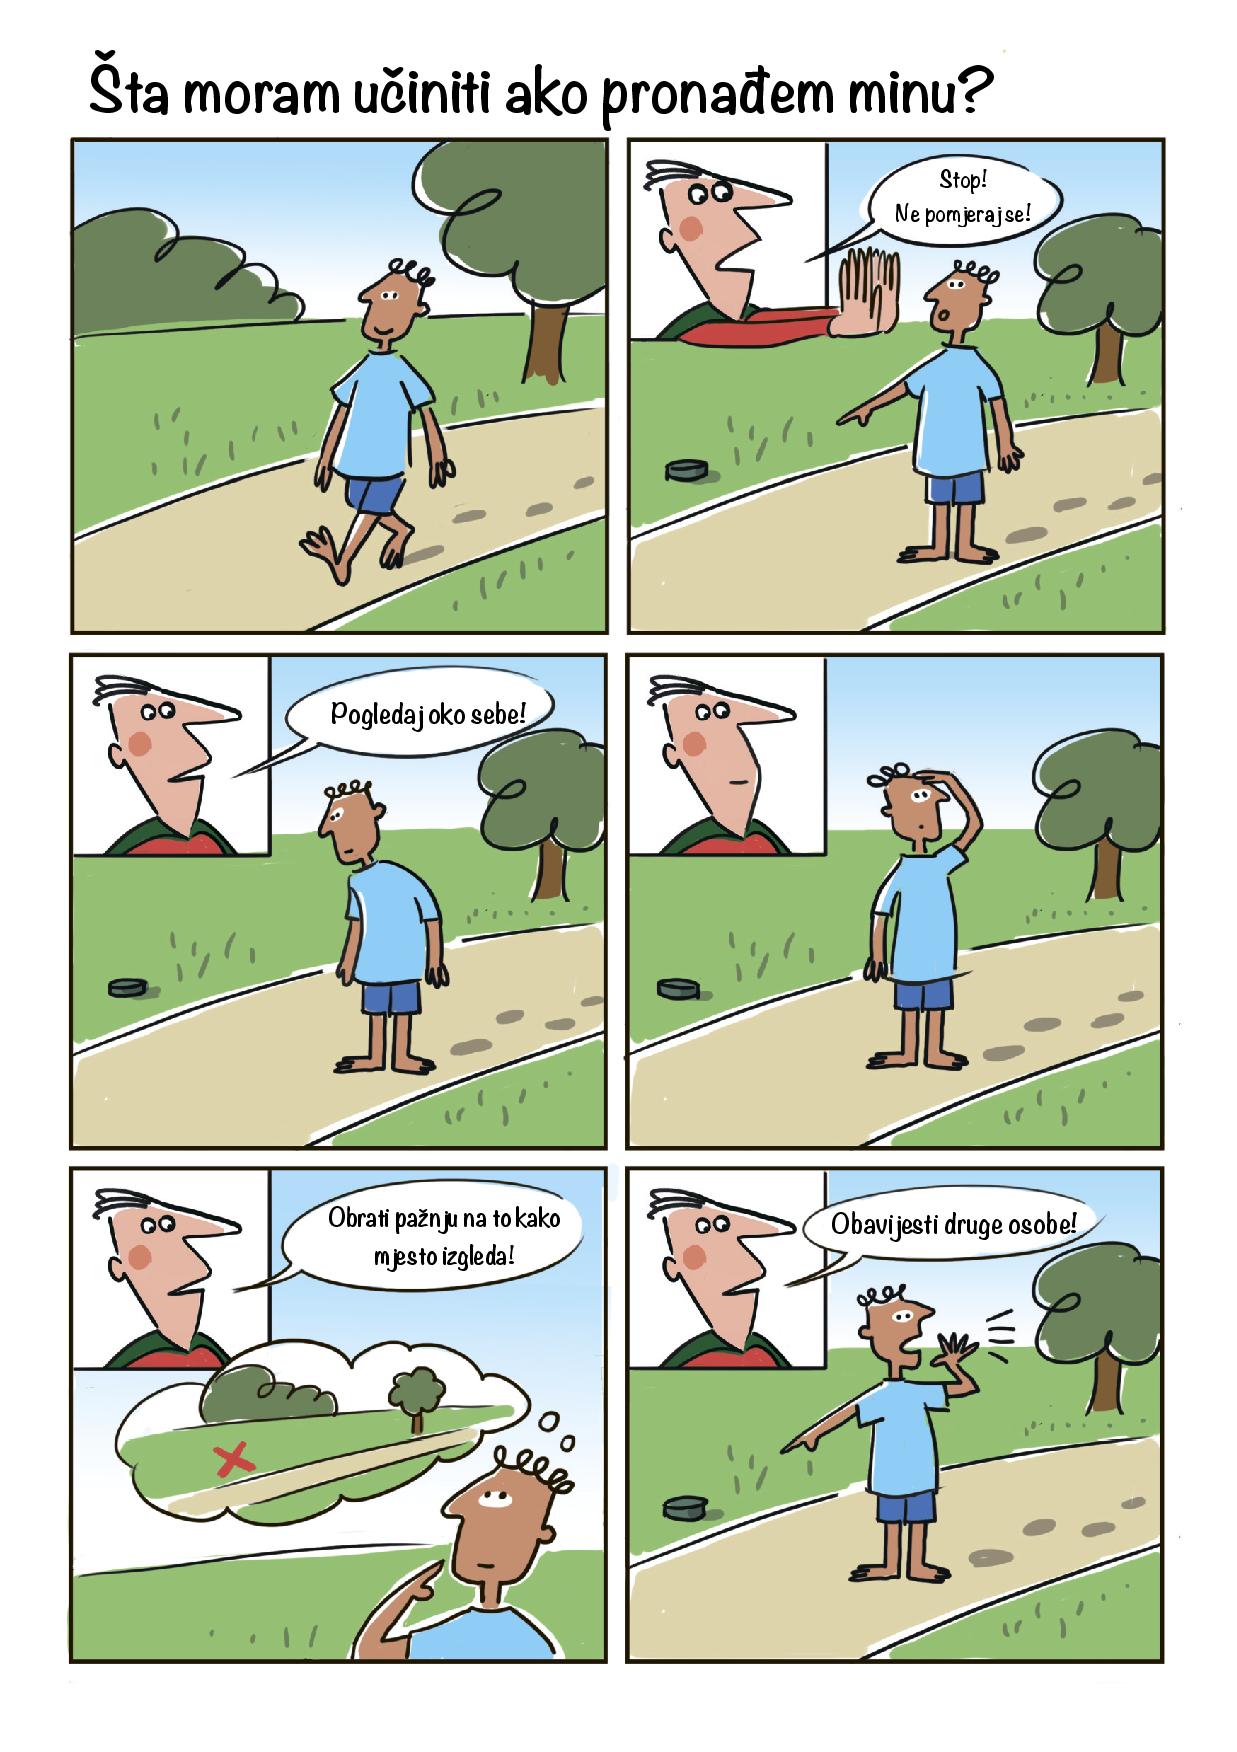 Šta moram učiniti ako pronađem minu?
Stop!
Ne pomjeraj se!
Pogledaj oko sebe!
Obrati pažnju na to kako
mjesto izgleda!
Obavijesti druge osobe!